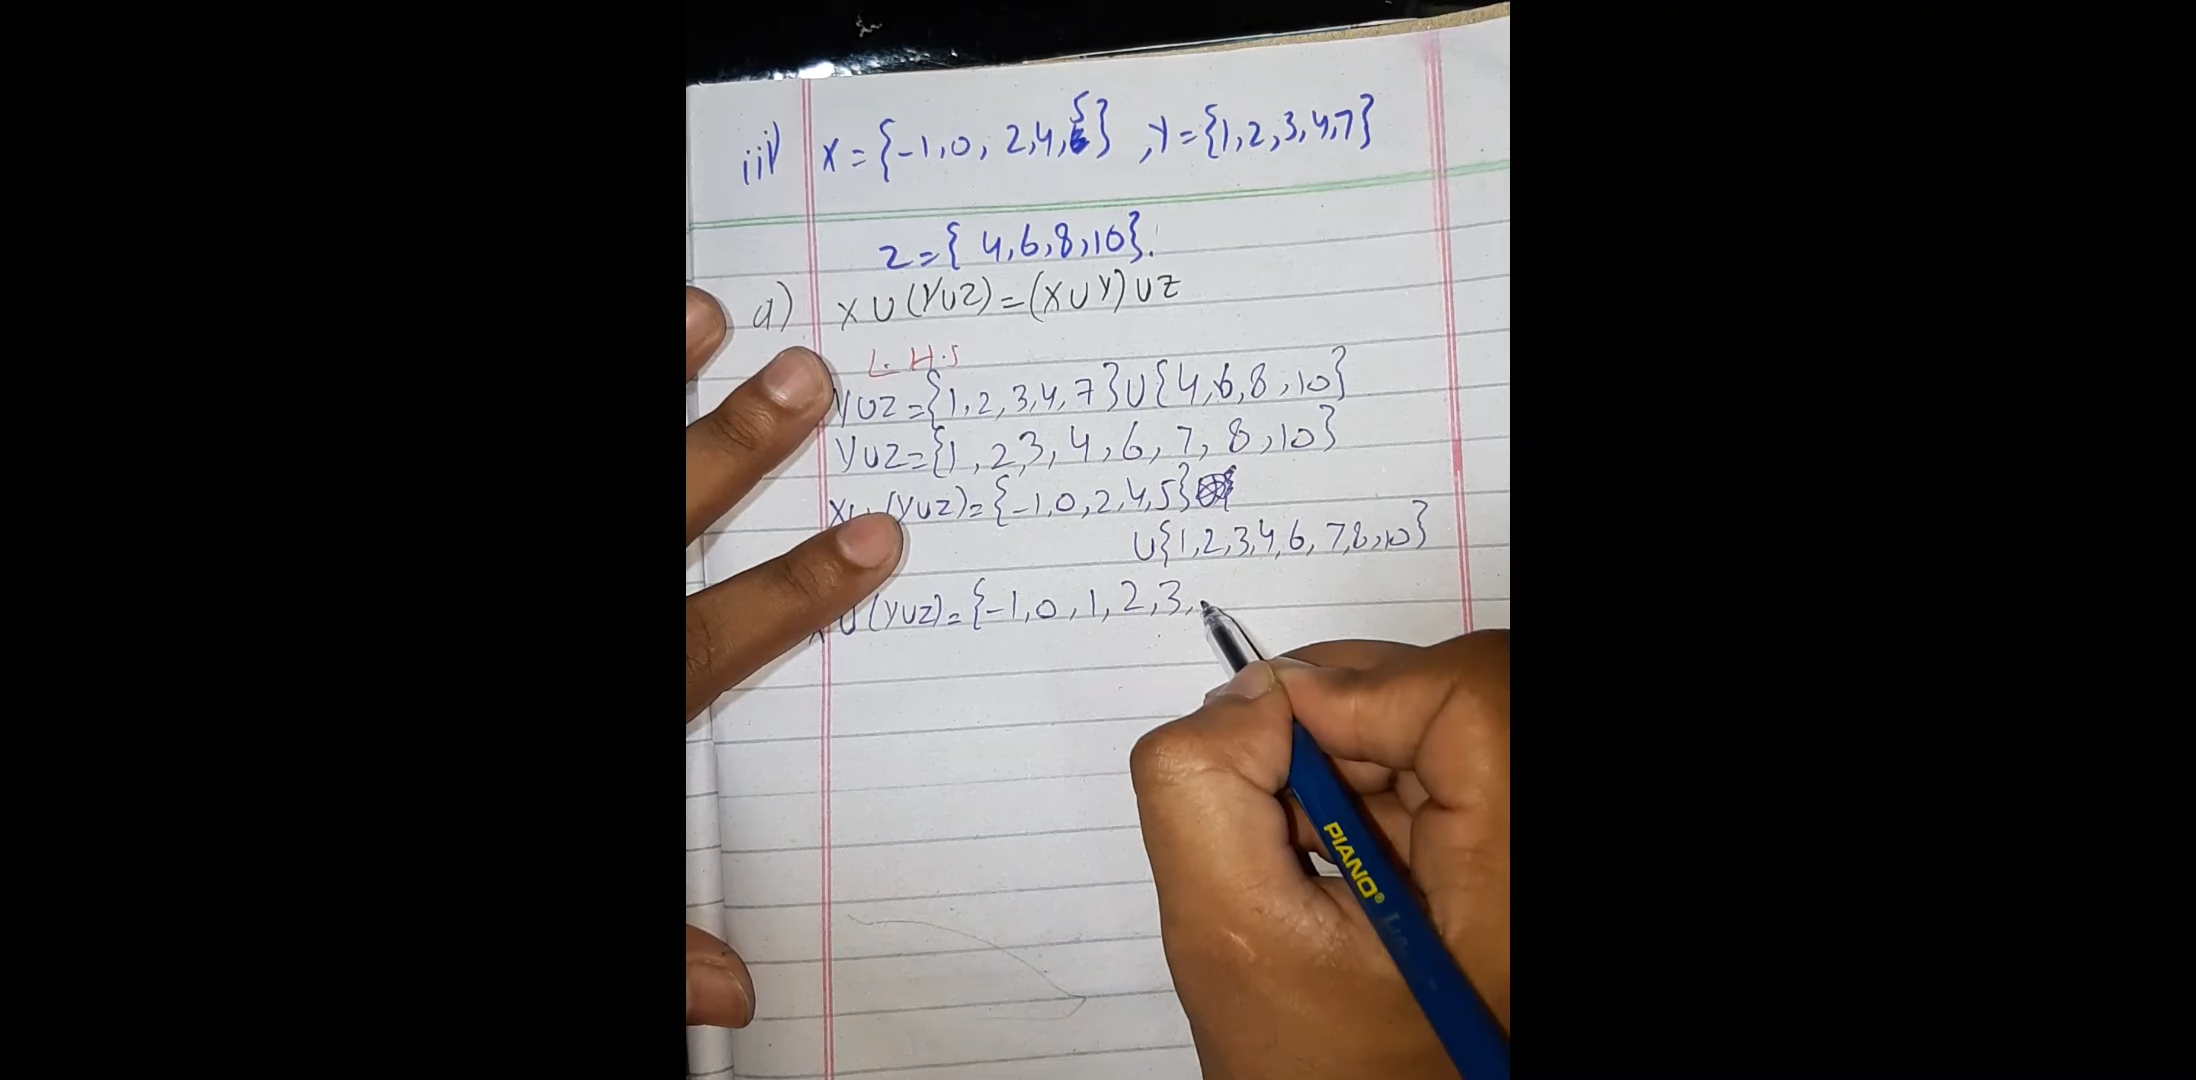 iii) X = {-1, 0, 2, 4, 5} , Y = {1, 2, 3, 4, 7}
Z = { 4, 6, 8, 10}.
a) X U (Y U Z) = (X U Y) U Z
L.H.S
Y U Z = {1, 2, 3, 4, 7} U {4, 6, 8, 10}
Y U Z = {1, 2 3, 4, 6, 7, 8, 10}
X U (Y U Z) = {-1, 0, 2, 4, 5}
U {1, 2, 3, 4, 6, 7, 8, 10}
X U (Y U Z) = {-1, 0, 1, 2, 3,
PIANO®